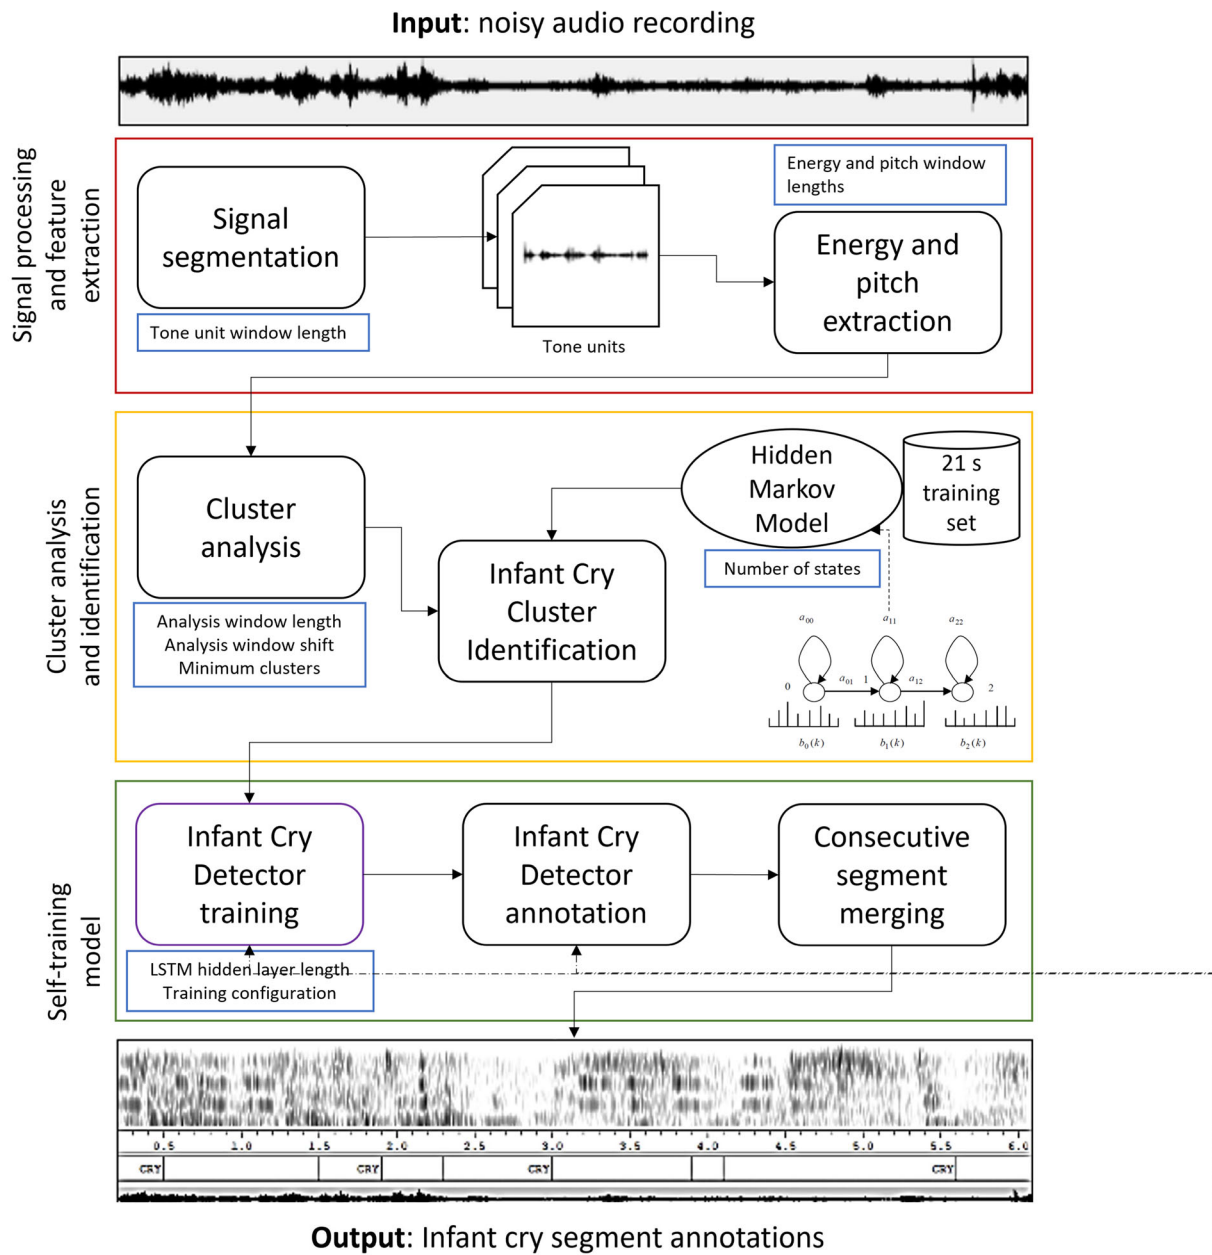 Input: noisy audio recording
Signal processing
and feature
extraction
Signal
segmentation
Tone unit window length
Tone units
Energy and pitch window
lengths
Energy and
pitch
extraction
Cluster analysis
and identification
Cluster
analysis
Analysis window length
Analysis window shift
Minimum clusters
Infant Cry
Cluster
Identification
Hidden
Markov
Model
21 s
training
set
Number of states
a00 a11 a22
0 a01 1 a12 2
b0(k) b1(k) b2(k)
Self-training
model
Infant Cry
Detector
training
LSTM hidden layer length
Training configuration
Infant Cry
Detector
annotation
Consecutive
segment
merging
0.5 1.0 1.5 2.0 2.5 3.0 3.5 4.0 4.5 5.0 5.5 6.0
CRY CRY CRY CRY
Output: Infant cry segment annotations